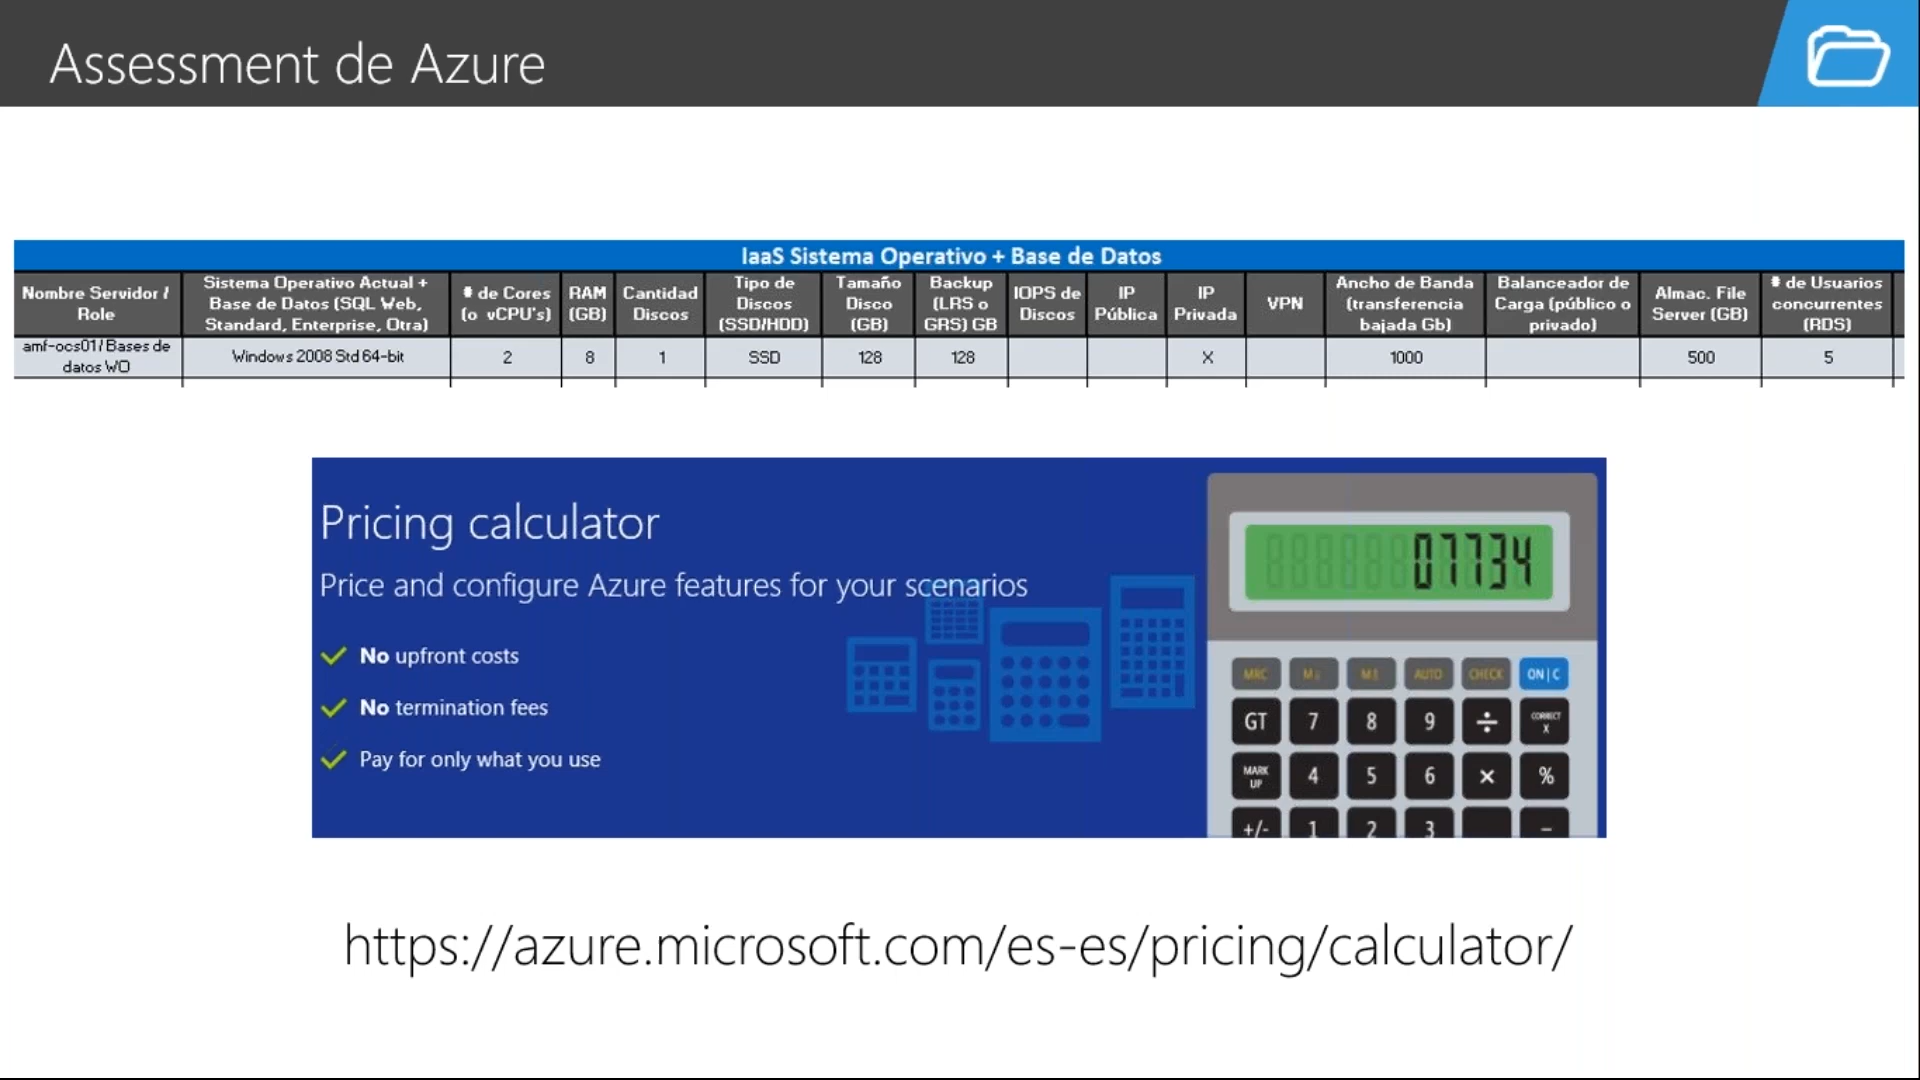 Assessment de Azure
IaaS Sistema Operativo + Base de Datos
Nombre Servidor /
Role
Sistema Operativo Actual +
Base de Datos (SQL Web,
Standard, Enterprise, Otra)
# de Cores
(o vCPU's)
RAM
(GB)
Cantidad
Discos
Tipo de
Discos
(SSD/HDD)
Tamaño
Disco
(GB)
Backup
(LRS o
GRS) GB
IOPS de
Discos
IP
Pública
IP
Privada
VPN
Ancho de Banda
(transferencia
bajada Gb)
Balanceador de
Carga (público o
privado)
Almac. File
Server (GB)
# de Usuarios
concurrentes
(RDS)
amf-ocs01/ Bases de
datos WO
Windows 2008 Std 64-bit
2
8
1
SSD
128
128
X
1000
500
5
Pricing calculator
Price and configure Azure features for your scenarios
No upfront costs
No termination fees
Pay for only what you use
07734
MRC
AUTO
CHECK
ON|C
GT 7 8 9 ÷ CORRECT
X
MARK
UP
4 5 6 × %
+/- 1 2 3 −
https://azure.microsoft.com/es-es/pricing/calculator/